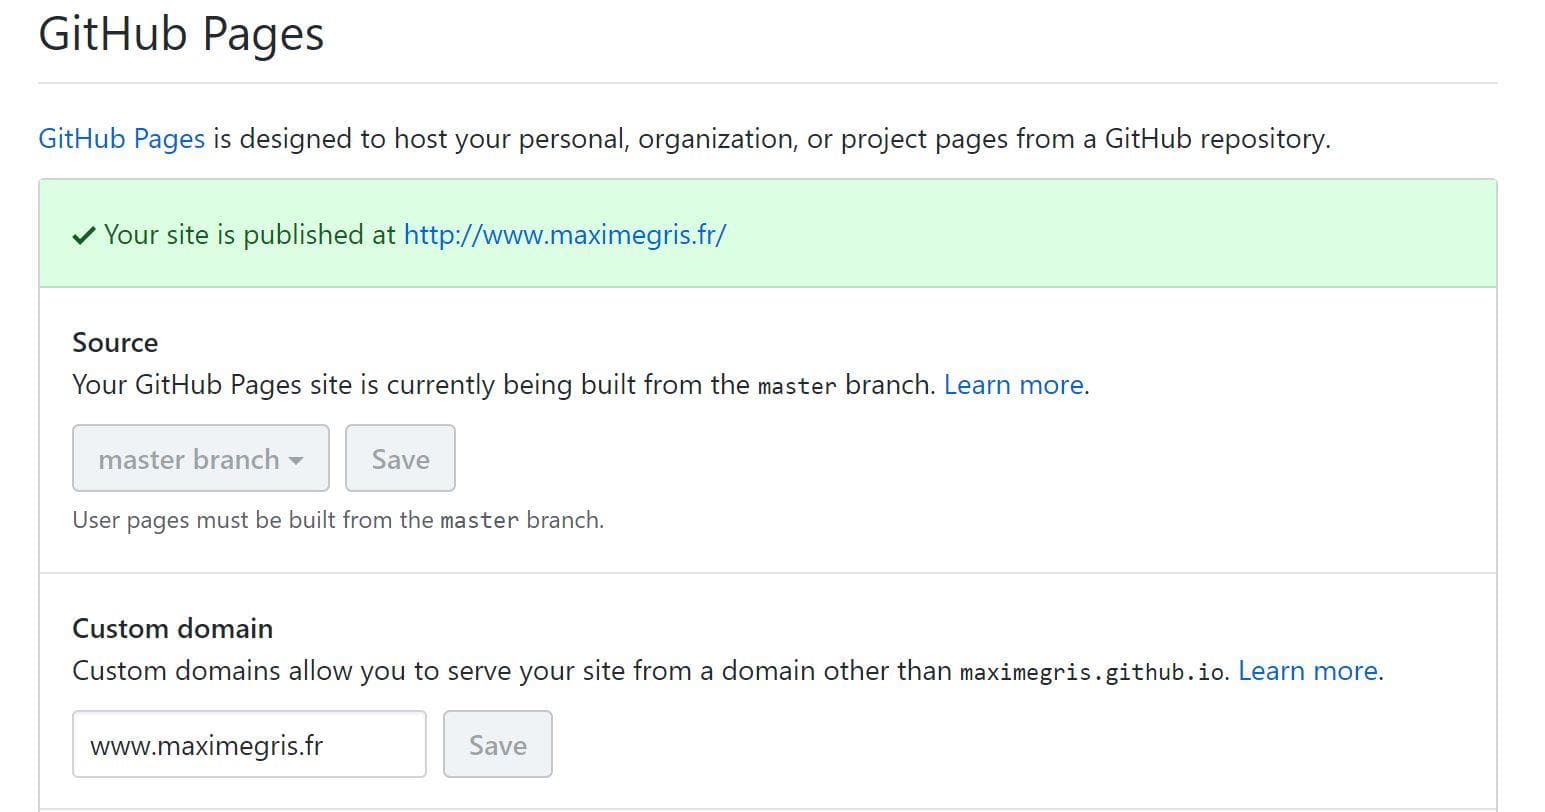 GitHub Pages
GitHub Pages is designed to host your personal, organization, or project pages from a GitHub repository.
Your site is published at http://www.maximegris.fr/
Source
Your GitHub Pages site is currently being built from the master branch. Learn more.
master branch Save
User pages must be built from the master branch.
Custom domain
Custom domains allow you to serve your site from a domain other than maximegris.github.io. Learn more.
www.maximegris.fr Save